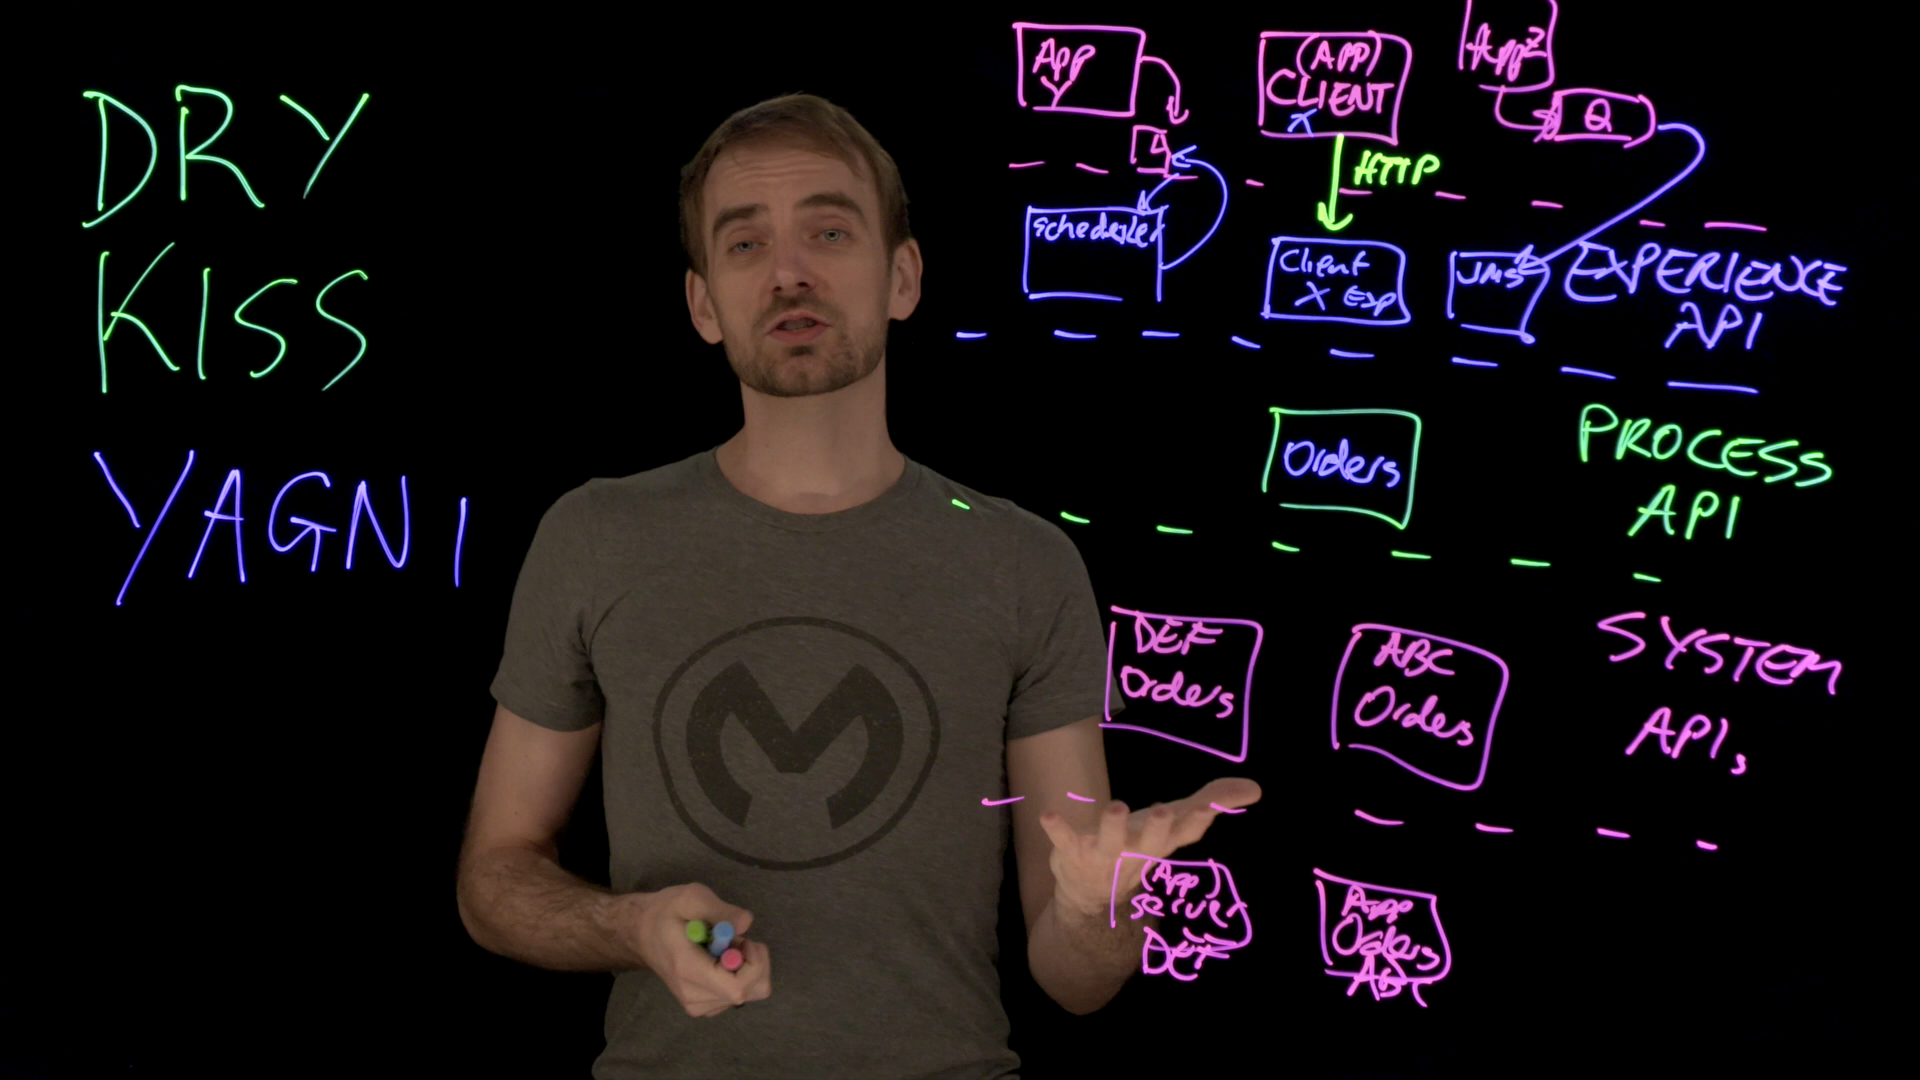 DRY
KISS
YAGNI
App
Y
(APP)
CLIENT
X
App Z
Q
HTTP
Scheduler
Client
X Exp
JMS
EXPERIENCE
API
Orders
PROCESS
API
DEF
Orders
ABC
Orders
SYSTEM
APIs
(App)
server
DEF
App
Orders
ABC